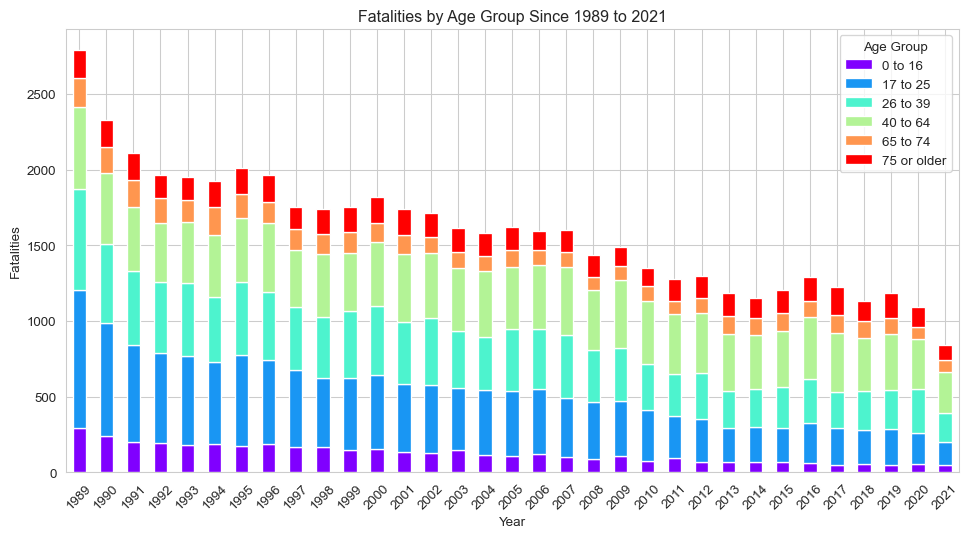 Fatalities by Age Group Since 1989 to 2021
Age Group
0 to 16
17 to 25
26 to 39
40 to 64
65 to 74
75 or older
Fatalities
2500
2000
1500
1000
500
0
1989 1990 1991 1992 1993 1994 1995 1996 1997 1998 1999 2000 2001 2002 2003 2004 2005 2006 2007 2008 2009 2010 2011 2012 2013 2014 2015 2016 2017 2018 2019 2020 2021
Year